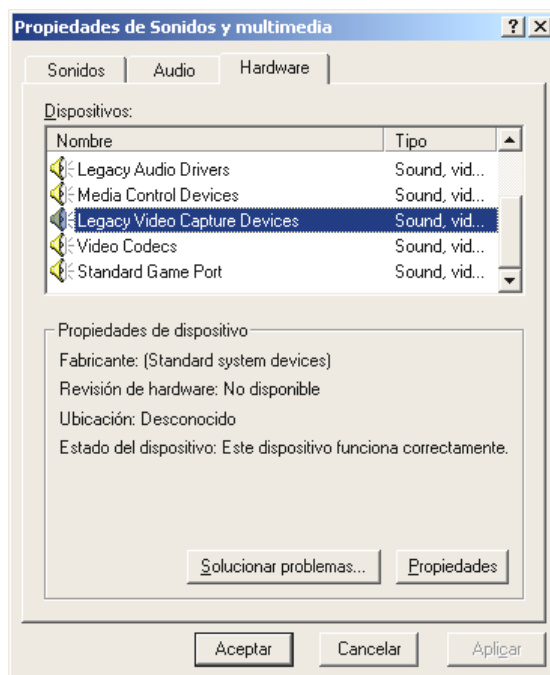 Propiedades de Sonidos y multimedia
Sonidos Audio Hardware
Dispositivos:
Nombre Tipo
Legacy Audio Drivers Sound, vid...
Media Control Devices Sound, vid...
Legacy Video Capture Devices Sound, vid...
Video Codecs Sound, vid...
Standard Game Port Sound, vid...
Propiedades de dispositivo
Fabricante: (Standard system devices)
Revisión de hardware: No disponible
Ubicación: Desconocido
Estado del dispositivo: Este dispositivo funciona correctamente.
Solucionar problemas... Propiedades
Aceptar Cancelar Aplicar